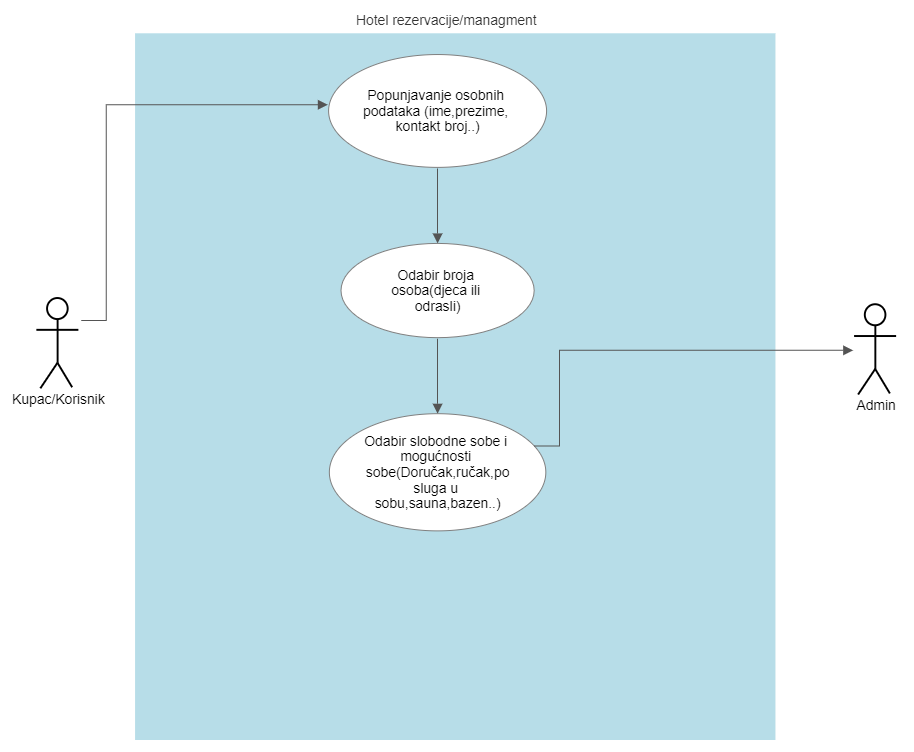 Hotel rezervacije/managment
Popunjavanje osobnih
podataka (ime,prezime,
kontakt broj..)
Odabir broja
osoba(djeca ili
odrasli)
Kupac/Korisnik
Admin
Odabir slobodne sobe i
mogućnosti
sobe(Doručak,ručak,po
sluga u
sobu,sauna,bazen..)